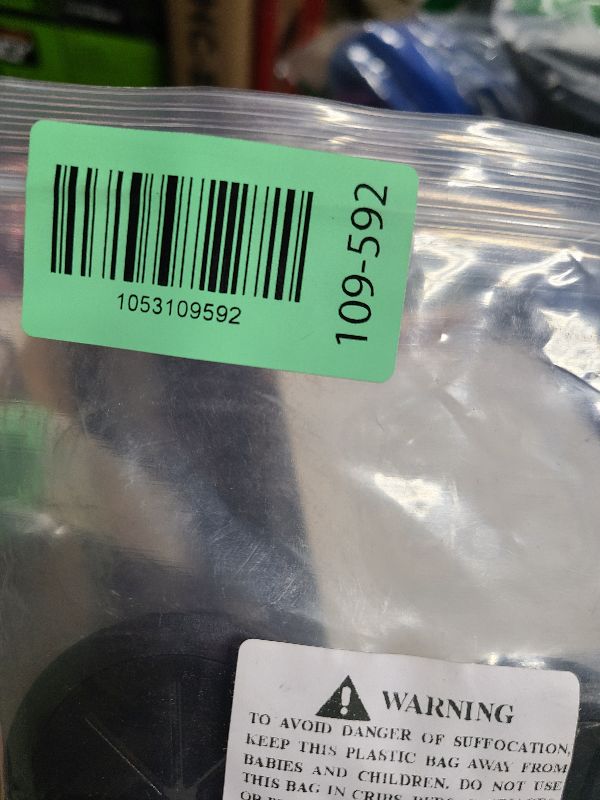 1053109592
109-592
WARNING
TO AVOID DANGER OF SUFFOCATION,
KEEP THIS PLASTIC BAG AWAY FROM
BABIES AND CHILDREN. DO NOT USE
THIS BAG IN CRIBS,